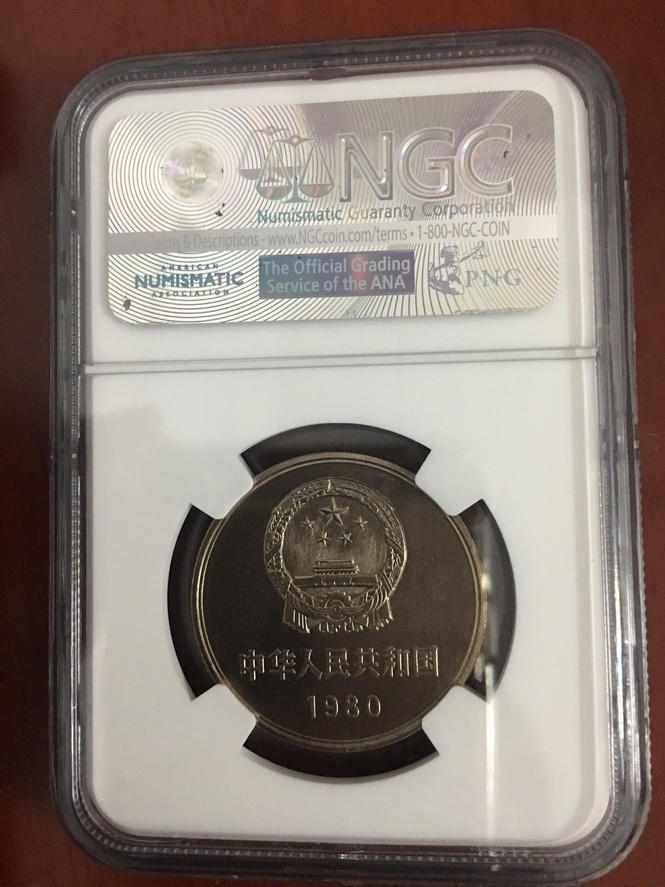 NGC
Numismatic Guaranty Corporation
Terms & Descriptions - www.NGCcoin.com/terms • 1-800-NGC-COIN
AMERICAN
NUMISMATIC
ASSOCIATION
The Official Grading
Service of the ANA
PNG
中华人民共和国
1980